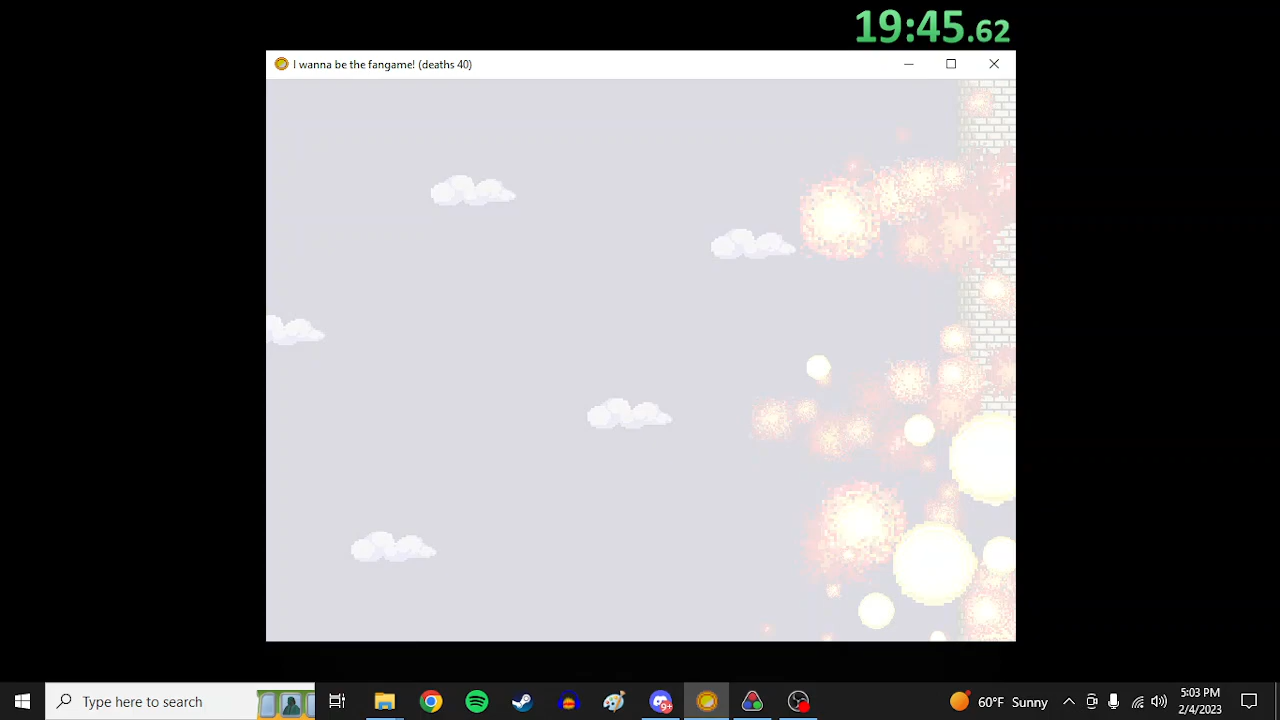 19:45.62
I wanna be the fangame! (deaths 40)
Type here to search
60°F Sunny
5:03 PM
2/4/2023